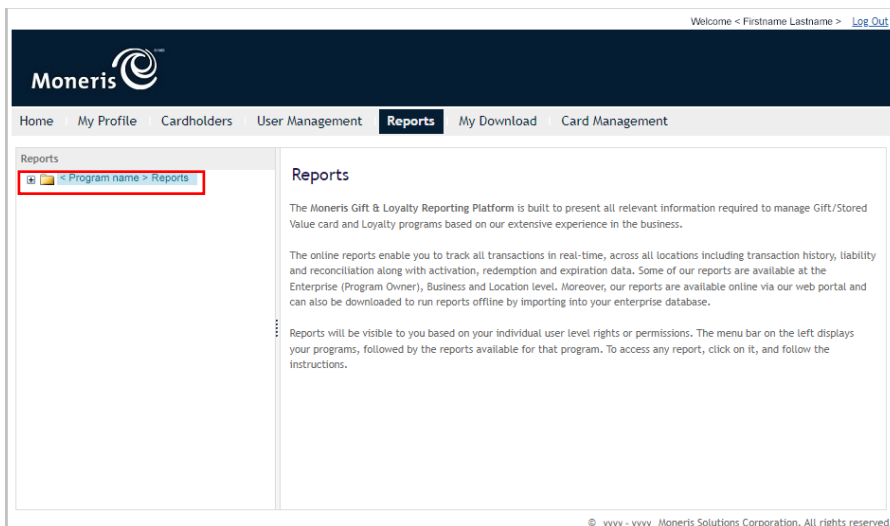 Welcome < Firstname Lastname > Log Out
Moneris
Home My Profile Cardholders User Management Reports My Download Card Management
Reports
< Program name > Reports
Reports
The Moneris Gift & Loyalty Reporting Platform is built to present all relevant information required to manage Gift/Stored
Value card and Loyalty programs based on our extensive experience in the business.
The online reports enable you to track all transactions in real-time, across all locations including transaction history, liability
and reconciliation along with activation, redemption and expiration data. Some of our reports are available at the
Enterprise (Program Owner), Business and Location level. Moreover, our reports are available online via our web portal and
can also be downloaded to run reports offline by importing into your enterprise database.
Reports will be visible to you based on your individual user level rights or permissions. The menu bar on the left displays
your programs, followed by the reports available for that program. To access any report, click on it, and follow the
instructions.
© yyyy - yyyy Moneris Solutions Corporation. All rights reserved